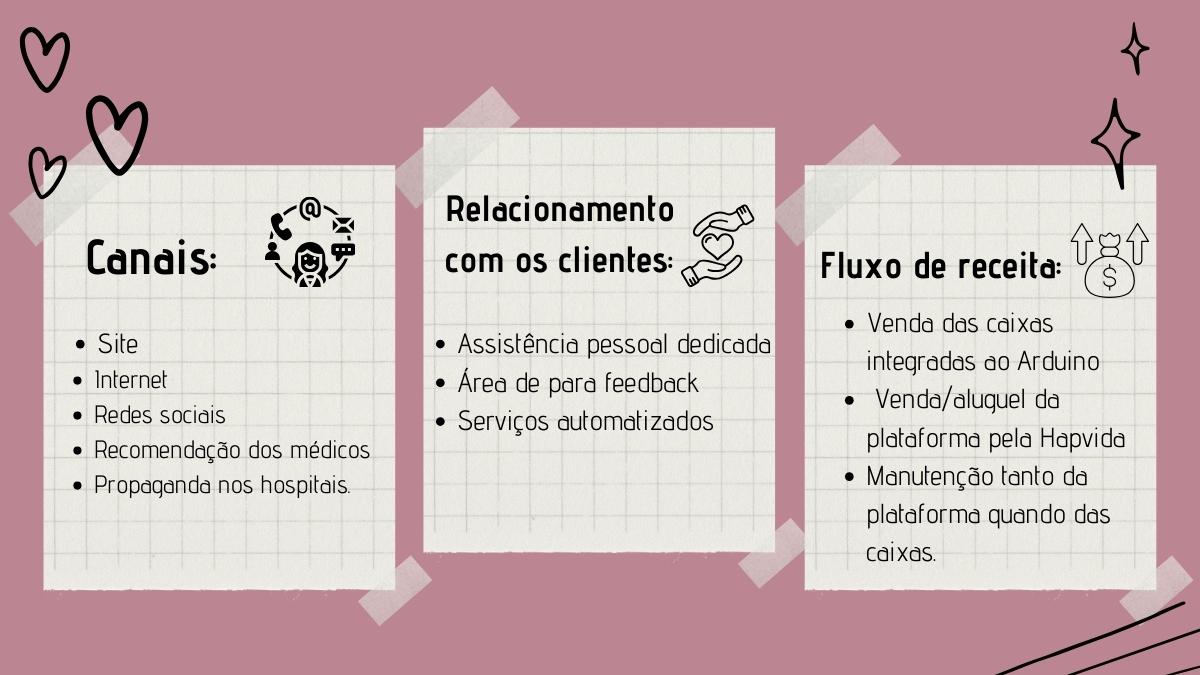 Canais:
• Site
• Internet
• Redes sociais
• Recomendação dos médicos
• Propaganda nos hospitais.
Relacionamento
com os clientes:
• Assistência pessoal dedicada
• Área de para feedback
• Serviços automatizados
Fluxo de receita:
• Venda das caixas
integradas ao Arduino
• Venda/aluguel da
plataforma pela Hapvida
• Manutenção tanto da
plataforma quando das
caixas.